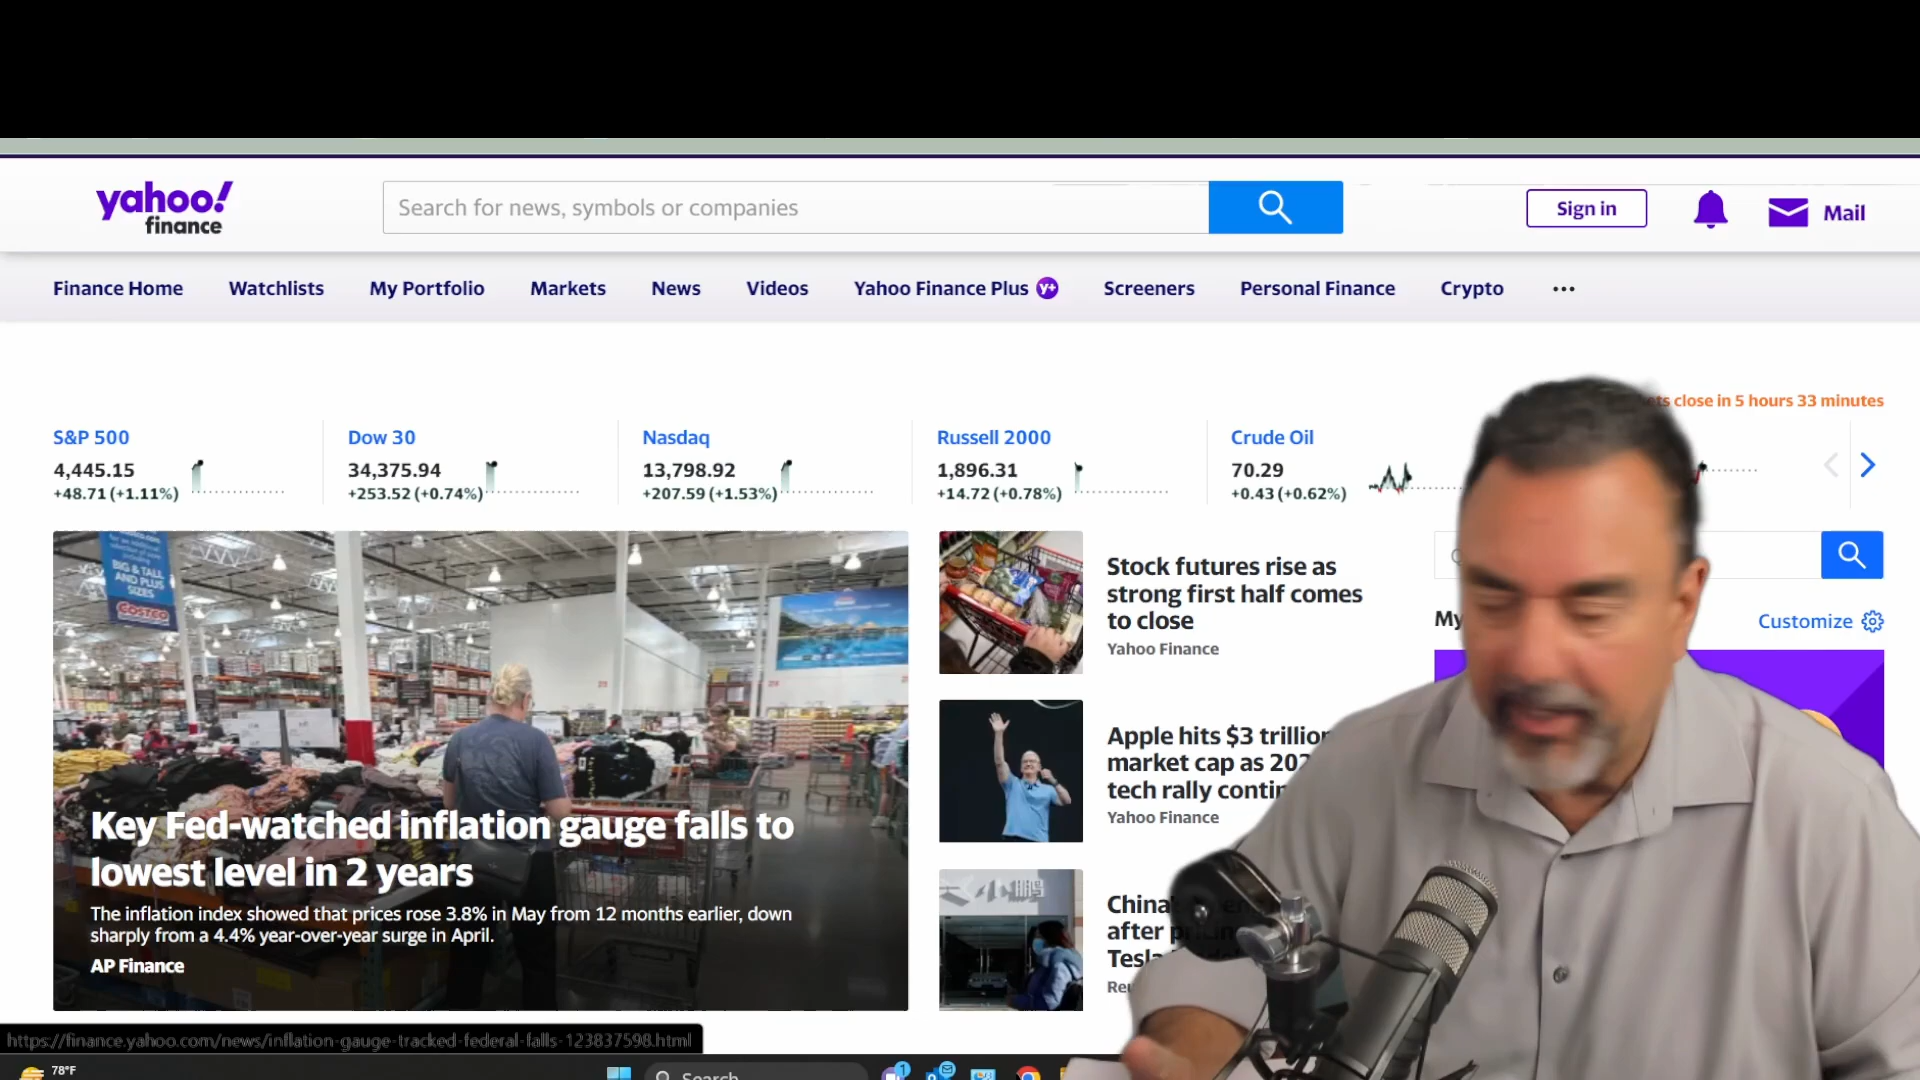 yahoo!
finance
Search for news, symbols or companies
Sign in
Mail
Finance Home
Watchlists
My Portfolio
Markets
News
Videos
Yahoo Finance Plus y+
Screeners
Personal Finance
Crypto
•••
close in 5 hours 33 minutes
S&P 500
4,445.15
+48.71 (+1.11%)
Dow 30
34,375.94
+253.52 (+0.74%)
Nasdaq
13,798.92
+207.59 (+1.53%)
Russell 2000
1,896.31
+14.72 (+0.78%)
Crude Oil
70.29
+0.43 (+0.62%)
BIG & TALL
AND PLUS
SIZES
COSTCO
Key Fed-watched inflation gauge falls to
lowest level in 2 years
The inflation index showed that prices rose 3.8% in May from 12 months earlier, down
sharply from a 4.4% year-over-year surge in April.
AP Finance
Stock futures rise as
strong first half comes
to close
Yahoo Finance
Apple hits $3 trillion
market cap as
tech rally
Yahoo Finance
after
My
Customize
https://finance.yahoo.com/news/inflation-gauge-tracked-federal-falls-123837598.html
78°F
Search
1